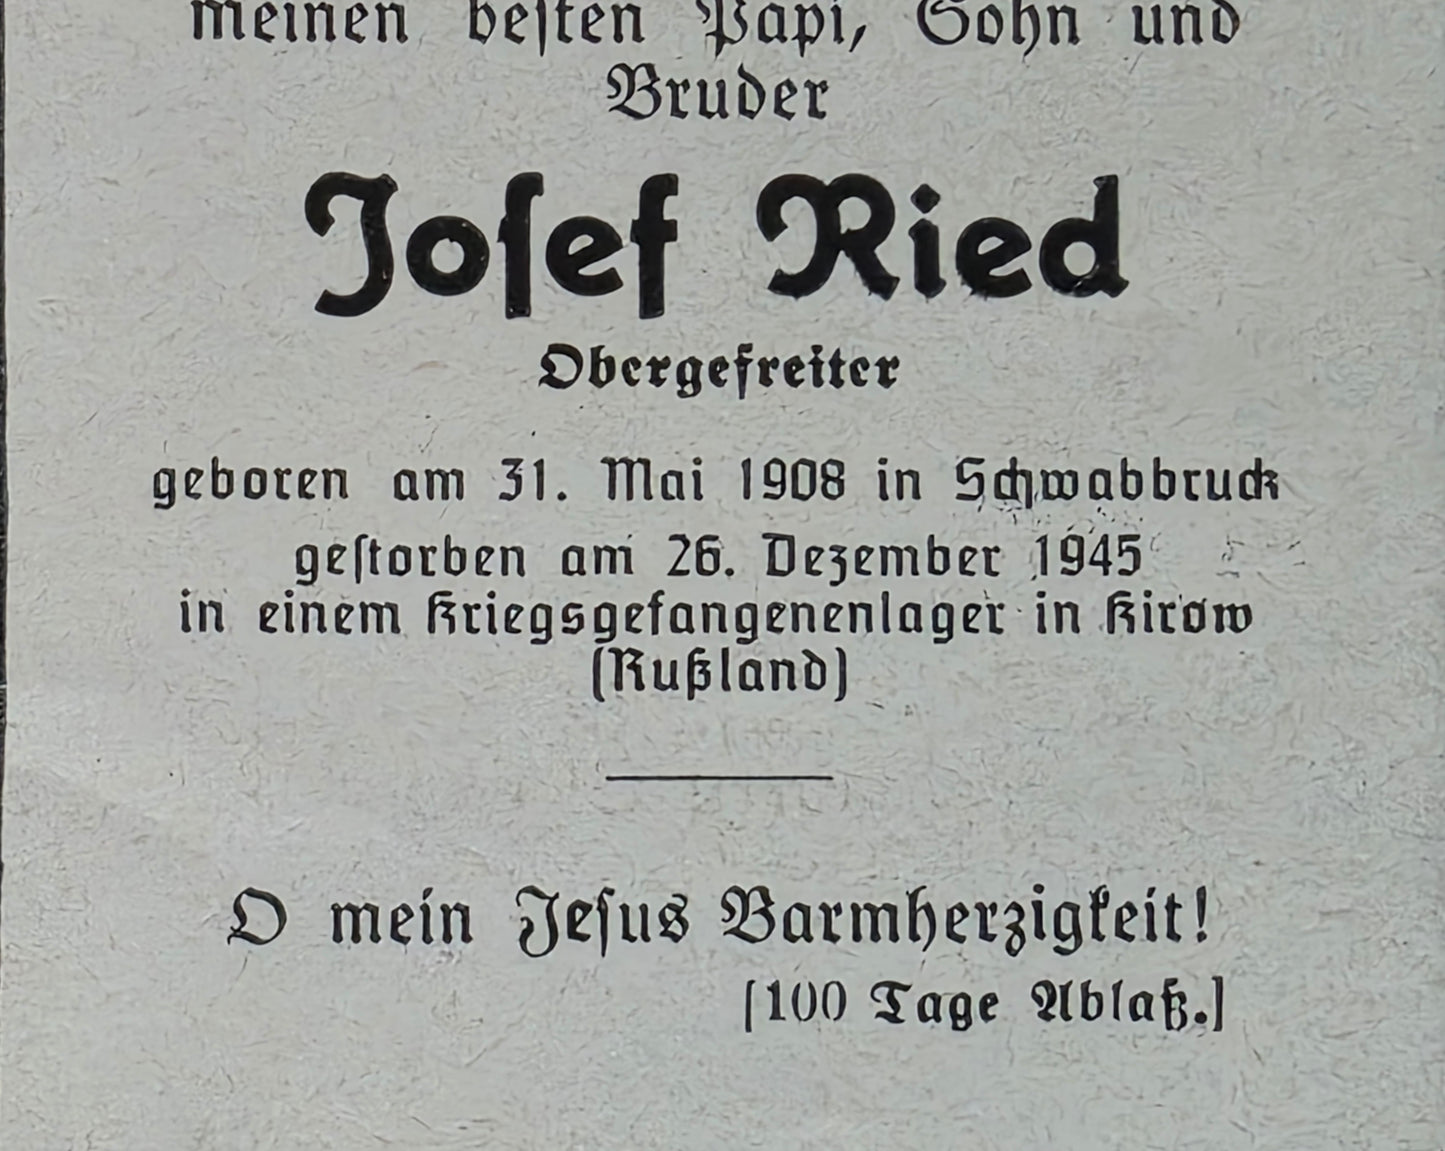 meinen besten Papi, Sohn und
Bruder
Josef Ried
Obergefreiter
geboren am 31. Mai 1908 in Schwabbruck
gestorben am 26. Dezember 1945
in einem Kriegsgefangenenlager in Kirow
(Rußland)
O mein Jesus Barmherzigkeit!
[100 Tage Ablaß.]